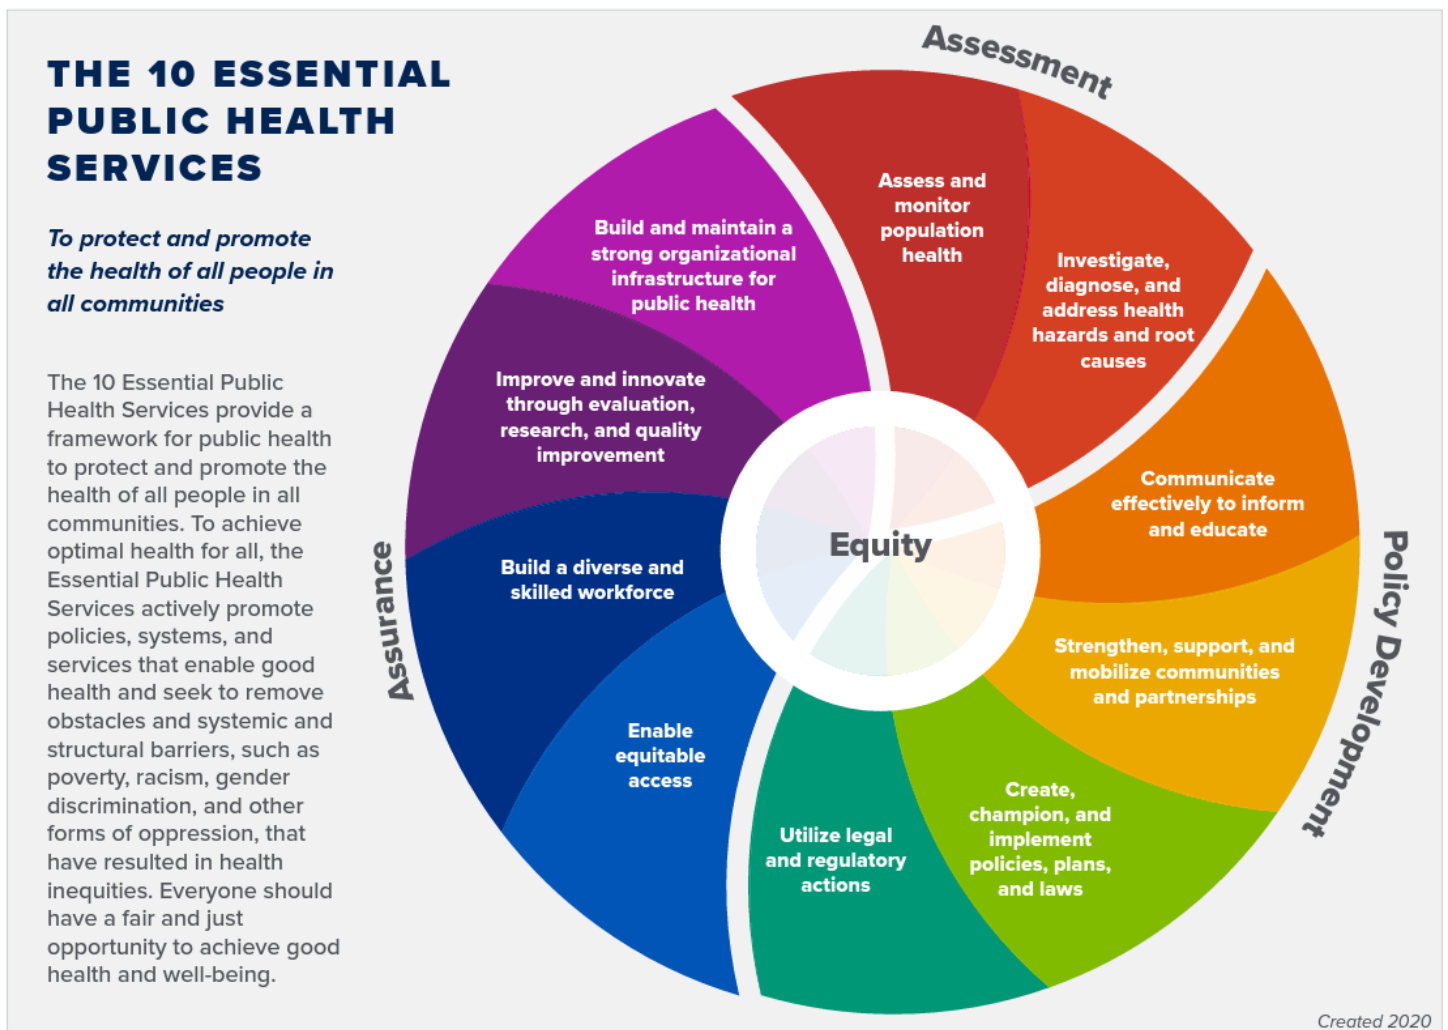 THE 10 ESSENTIAL
PUBLIC HEALTH
SERVICES
To protect and promote
the health of all people in
all communities
The 10 Essential Public
Health Services provide a
framework for public health
to protect and promote the
health of all people in all
communities. To achieve
optimal health for all, the
Essential Public Health
Services actively promote
policies, systems, and
services that enable good
health and seek to remove
obstacles and systemic and
structural barriers, such as
poverty, racism, gender
discrimination, and other
forms of oppression, that
have resulted in health
inequities. Everyone should
have a fair and just
opportunity to achieve good
health and well-being.
Assessment
Assess and
monitor
population
health
Investigate,
diagnose, and
address health
hazards and root
causes
Policy Development
Communicate
effectively to inform
and educate
Strengthen, support, and
mobilize communities
and partnerships
Create,
champion, and
implement
policies, plans,
and laws
Utilize legal
and regulatory
actions
Assurance
Enable
equitable
access
Build a diverse and
skilled workforce
Improve and innovate
through evaluation,
research, and quality
improvement
Build and maintain a
strong organizational
infrastructure for
public health
Equity
Created 2020